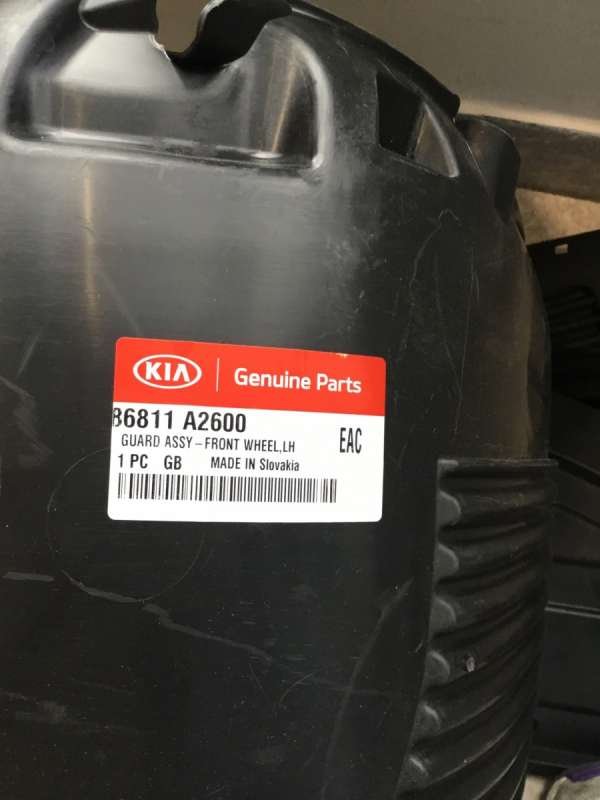 KIA | Genuine Parts
86811 A2600
GUARD ASSY-FRONT WHEEL,LH
EAC
1 PC GB MADE IN Slovakia